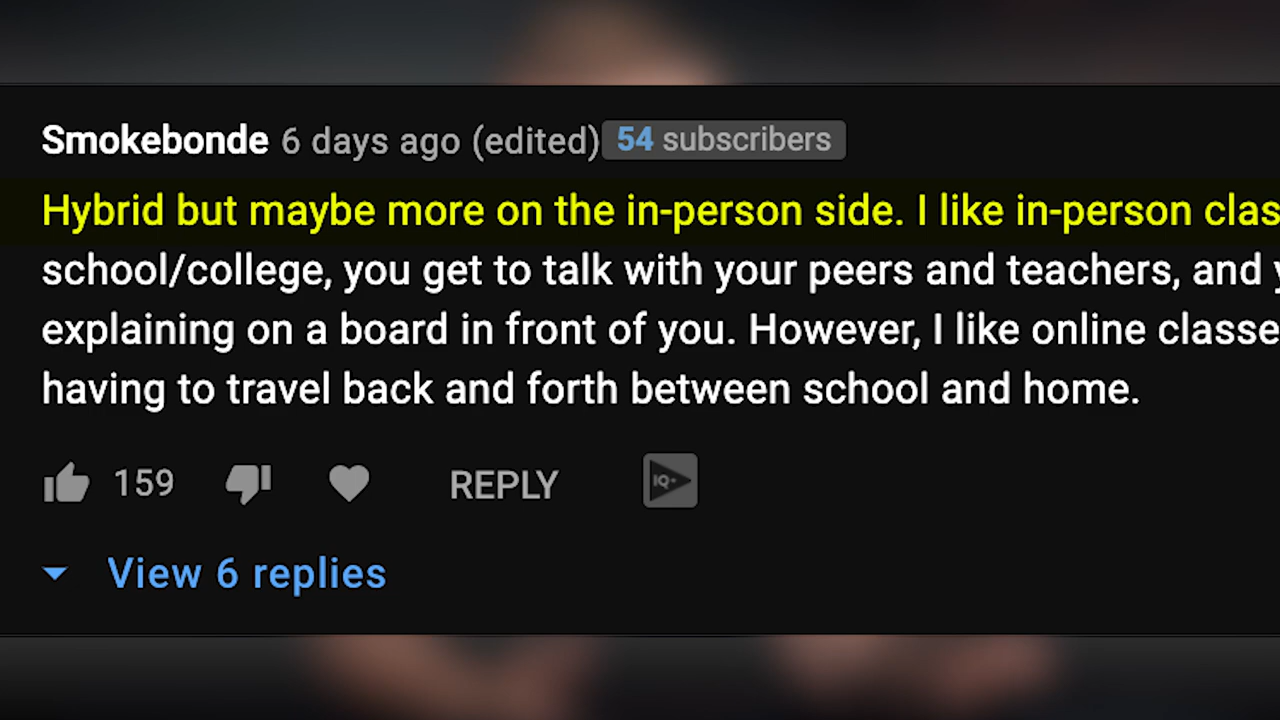 Smokebonde 6 days ago (edited) 54 subscribers
Hybrid but maybe more on the in-person side. I like in-person clas
school/college, you get to talk with your peers and teachers, and y
explaining on a board in front of you. However, I like online classe
having to travel back and forth between school and home.
159 REPLY IQ
View 6 replies